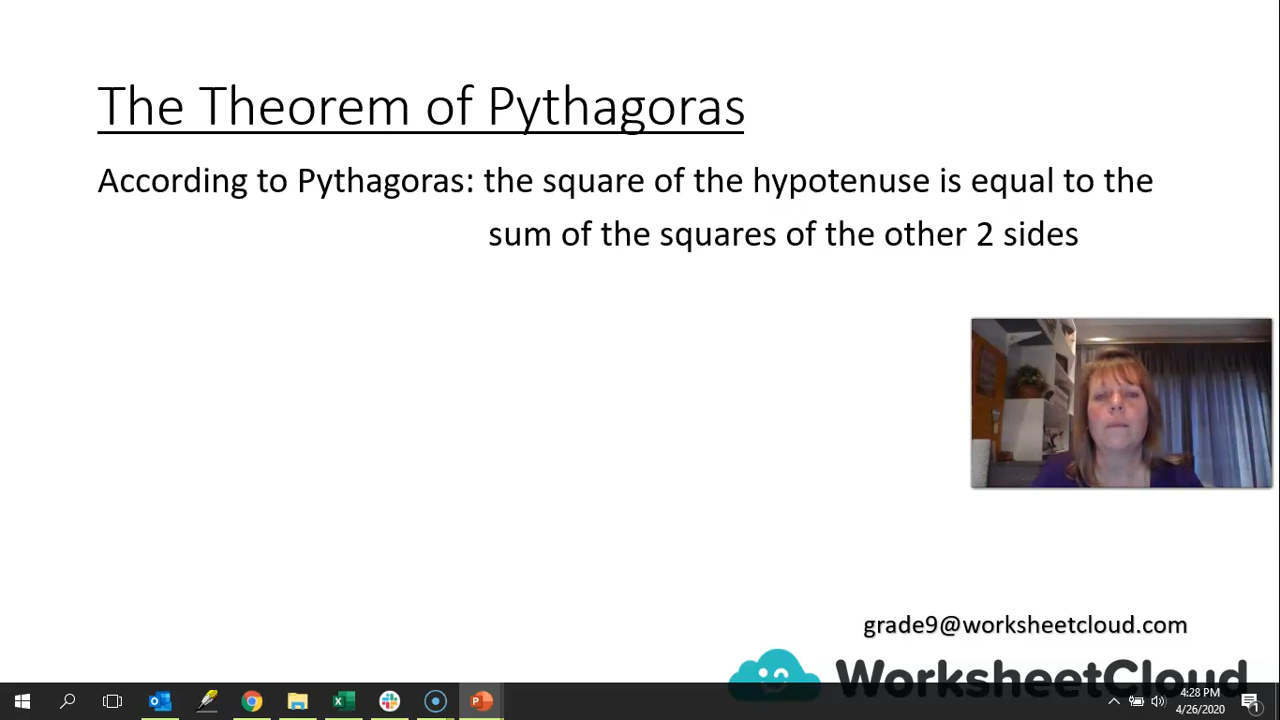 The Theorem of Pythagoras
According to Pythagoras: the square of the hypotenuse is equal to the
sum of the squares of the other 2 sides
grade9@worksheetcloud.com
WorksheetCloud
4:28 PM
4/26/2020
1